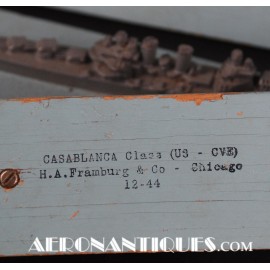 CASABLANCA Class (US - CVE)
H.A.Framburg & Co - Chicago
12-44
AERONANTIQUES.COM